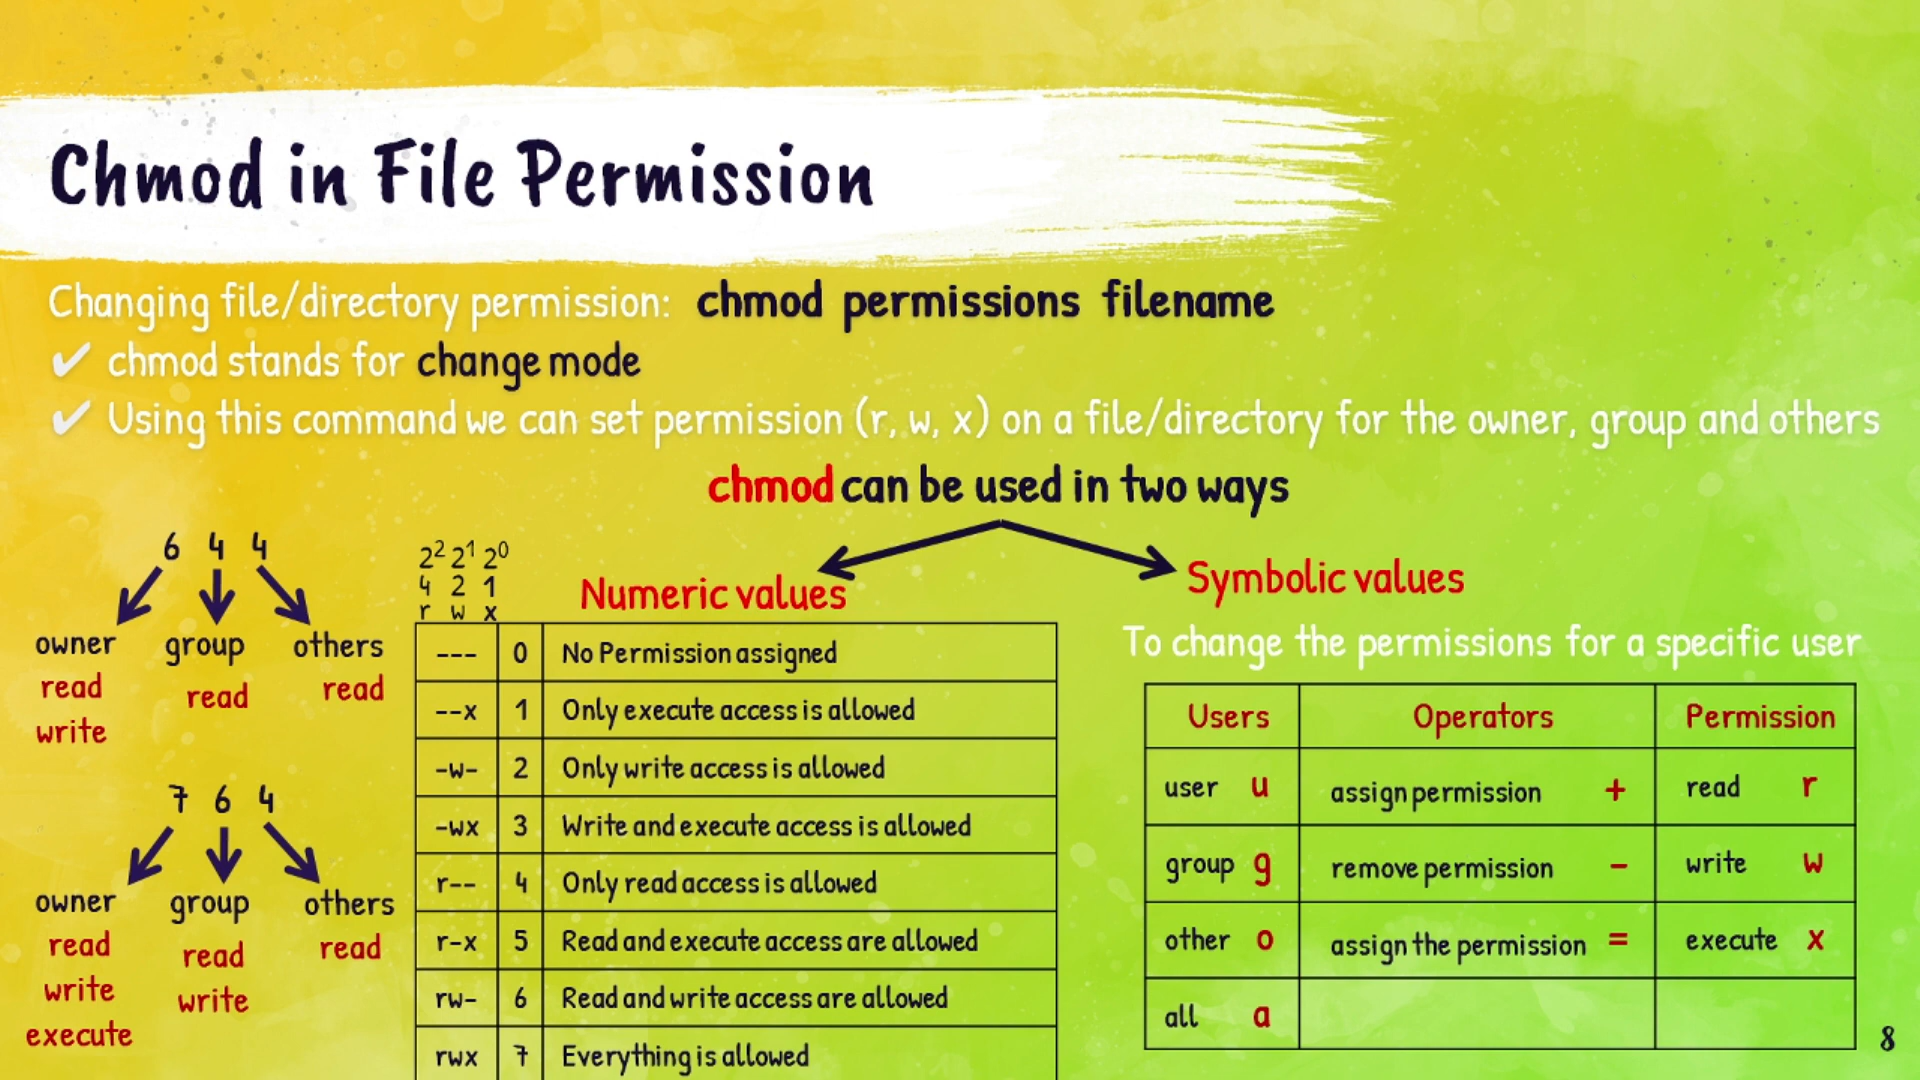 Chmod in File Permission
Changing file/directory permission: chmod permissions filename
✔ chmod stands for change mode
✔ Using this command we can set permission (r, w, x) on a file/directory for the owner, group and others
chmod can be used in two ways
6 4 4
owner group others
read read read
write
7 6 4
owner group others
read read read
write write
execute
2² 2¹ 2⁰
4 2 1
r w x
Numeric values
--- 0 No Permission assigned
--x 1 Only execute access is allowed
-w- 2 Only write access is allowed
-wx 3 Write and execute access is allowed
r-- 4 Only read access is allowed
r-x 5 Read and execute access are allowed
rw- 6 Read and write access are allowed
rwx 7 Everything is allowed
Symbolic values
To change the permissions for a specific user
Users Operators Permission
user u assign permission + read r
group g remove permission - write w
other o assign the permission = execute x
all a
8